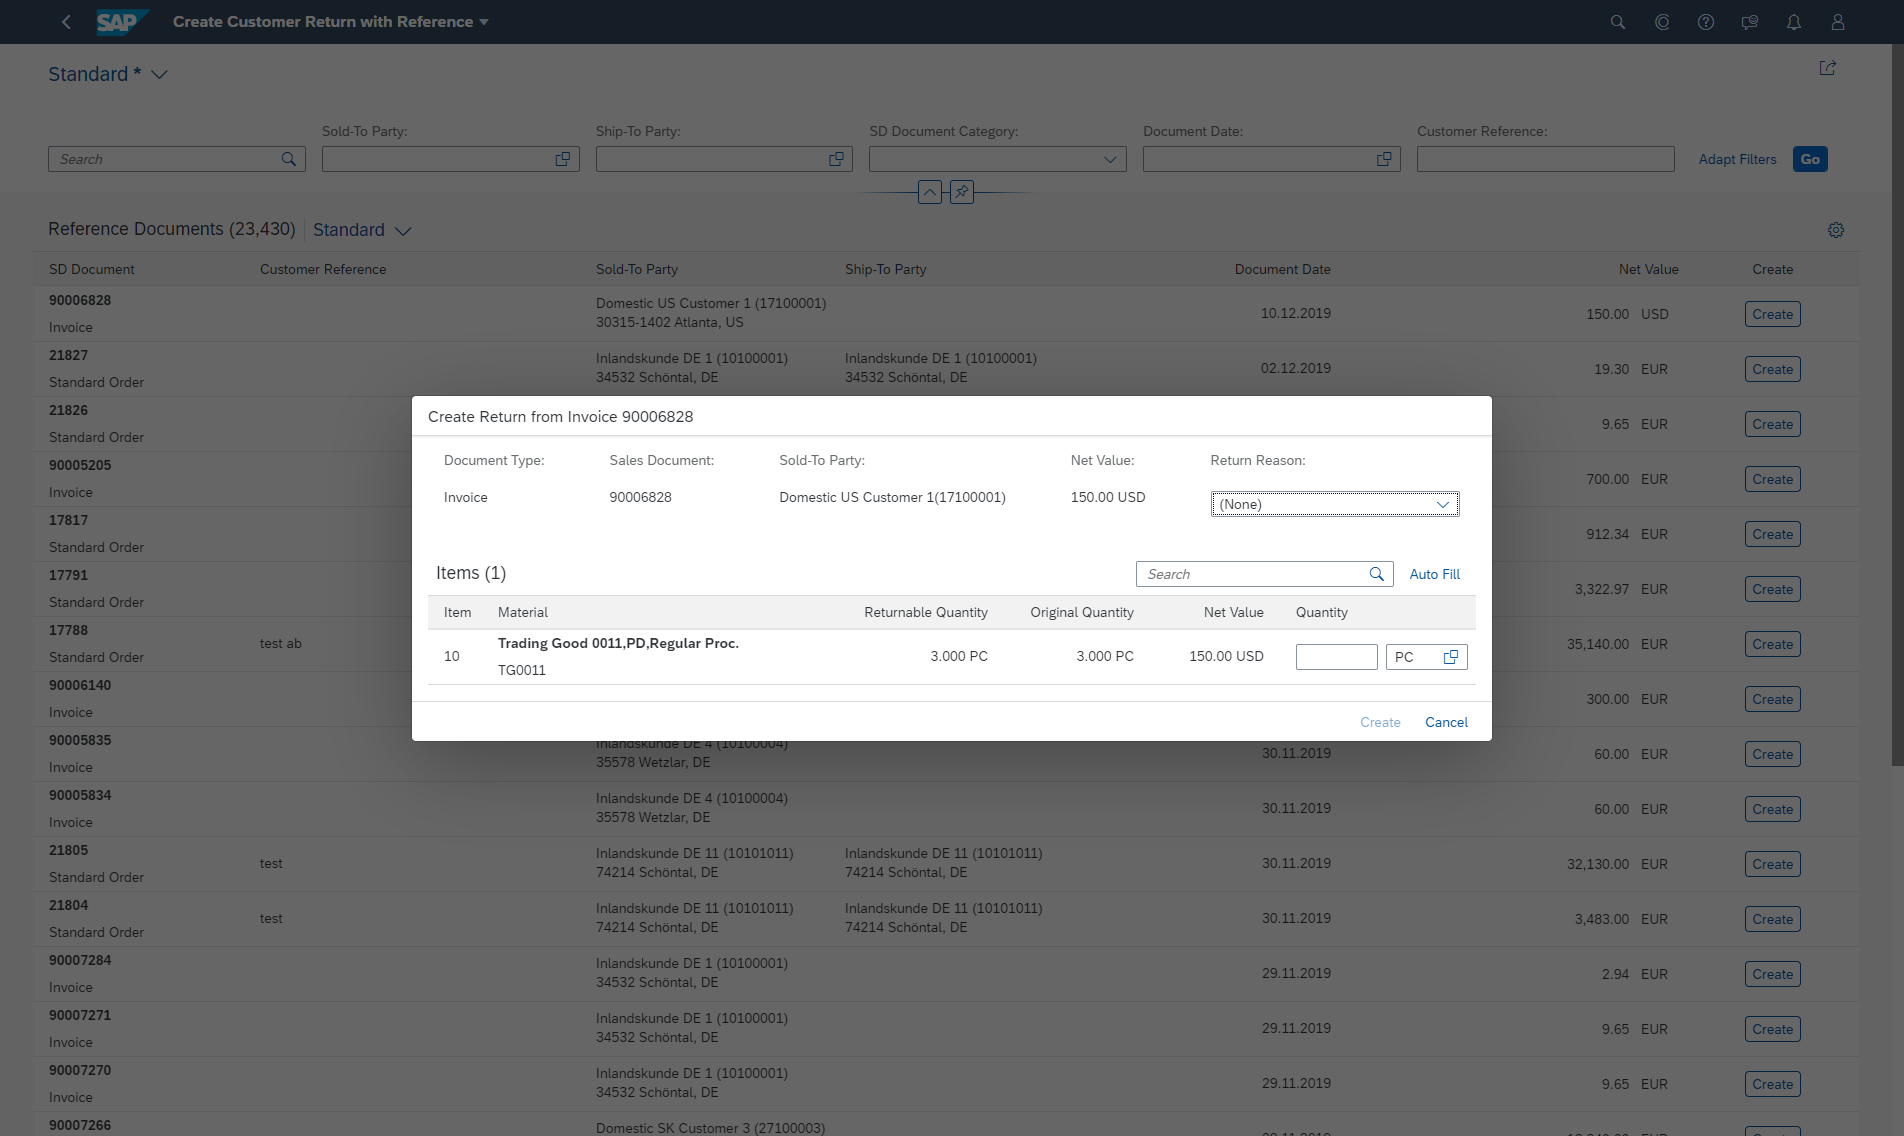 SAP Create Customer Return with Reference
Standard *
Sold-To Party: Ship-To Party: SD Document Category: Document Date: Customer Reference:
Search Adapt Filters Go
Reference Documents (23,430) Standard
SD Document Customer Reference Sold-To Party Ship-To Party Document Date Net Value Create
90006828
Invoice
Domestic US Customer 1 (17100001)
30315-1402 Atlanta, US
10.12.2019 150.00 USD Create
21827
Standard Order
Inlandskunde DE 1 (10100001)
34532 Schöntal, DE
Inlandskunde DE 1 (10100001)
34532 Schöntal, DE
02.12.2019 19.30 EUR Create
21826
Standard Order
9.65 EUR Create
90005205
Invoice
700.00 EUR Create
17817
Standard Order
912.34 EUR Create
17791
Standard Order
3,322.97 EUR Create
17788
Standard Order
test ab
35,140.00 EUR Create
90006140
Invoice
300.00 EUR Create
Create Return from Invoice 90006828
Document Type: Sales Document: Sold-To Party: Net Value: Return Reason:
Invoice 90006828 Domestic US Customer 1(17100001) 150.00 USD (None)
Items (1) Search Auto Fill
Item Material Returnable Quantity Original Quantity Net Value Quantity
10
Trading Good 0011,PD,Regular Proc.
TG0011
3.000 PC 3.000 PC 150.00 USD PC
Create Cancel
90005835
Invoice
Inlandskunde DE 4 (10100004)
35578 Wetzlar, DE
30.11.2019 60.00 EUR Create
90005834
Invoice
Inlandskunde DE 4 (10100004)
35578 Wetzlar, DE
30.11.2019 60.00 EUR Create
21805
Standard Order
test
Inlandskunde DE 11 (10101011)
74214 Schöntal, DE
Inlandskunde DE 11 (10101011)
74214 Schöntal, DE
30.11.2019 32,130.00 EUR Create
21804
Standard Order
test
Inlandskunde DE 11 (10101011)
74214 Schöntal, DE
Inlandskunde DE 11 (10101011)
74214 Schöntal, DE
30.11.2019 3,483.00 EUR Create
90007284
Invoice
Inlandskunde DE 1 (10100001)
34532 Schöntal, DE
29.11.2019 2.94 EUR Create
90007271
Invoice
Inlandskunde DE 1 (10100001)
34532 Schöntal, DE
29.11.2019 9.65 EUR Create
90007270
Invoice
Inlandskunde DE 1 (10100001)
34532 Schöntal, DE
29.11.2019 9.65 EUR Create
90007266
Domestic SK Customer 3 (27100003)